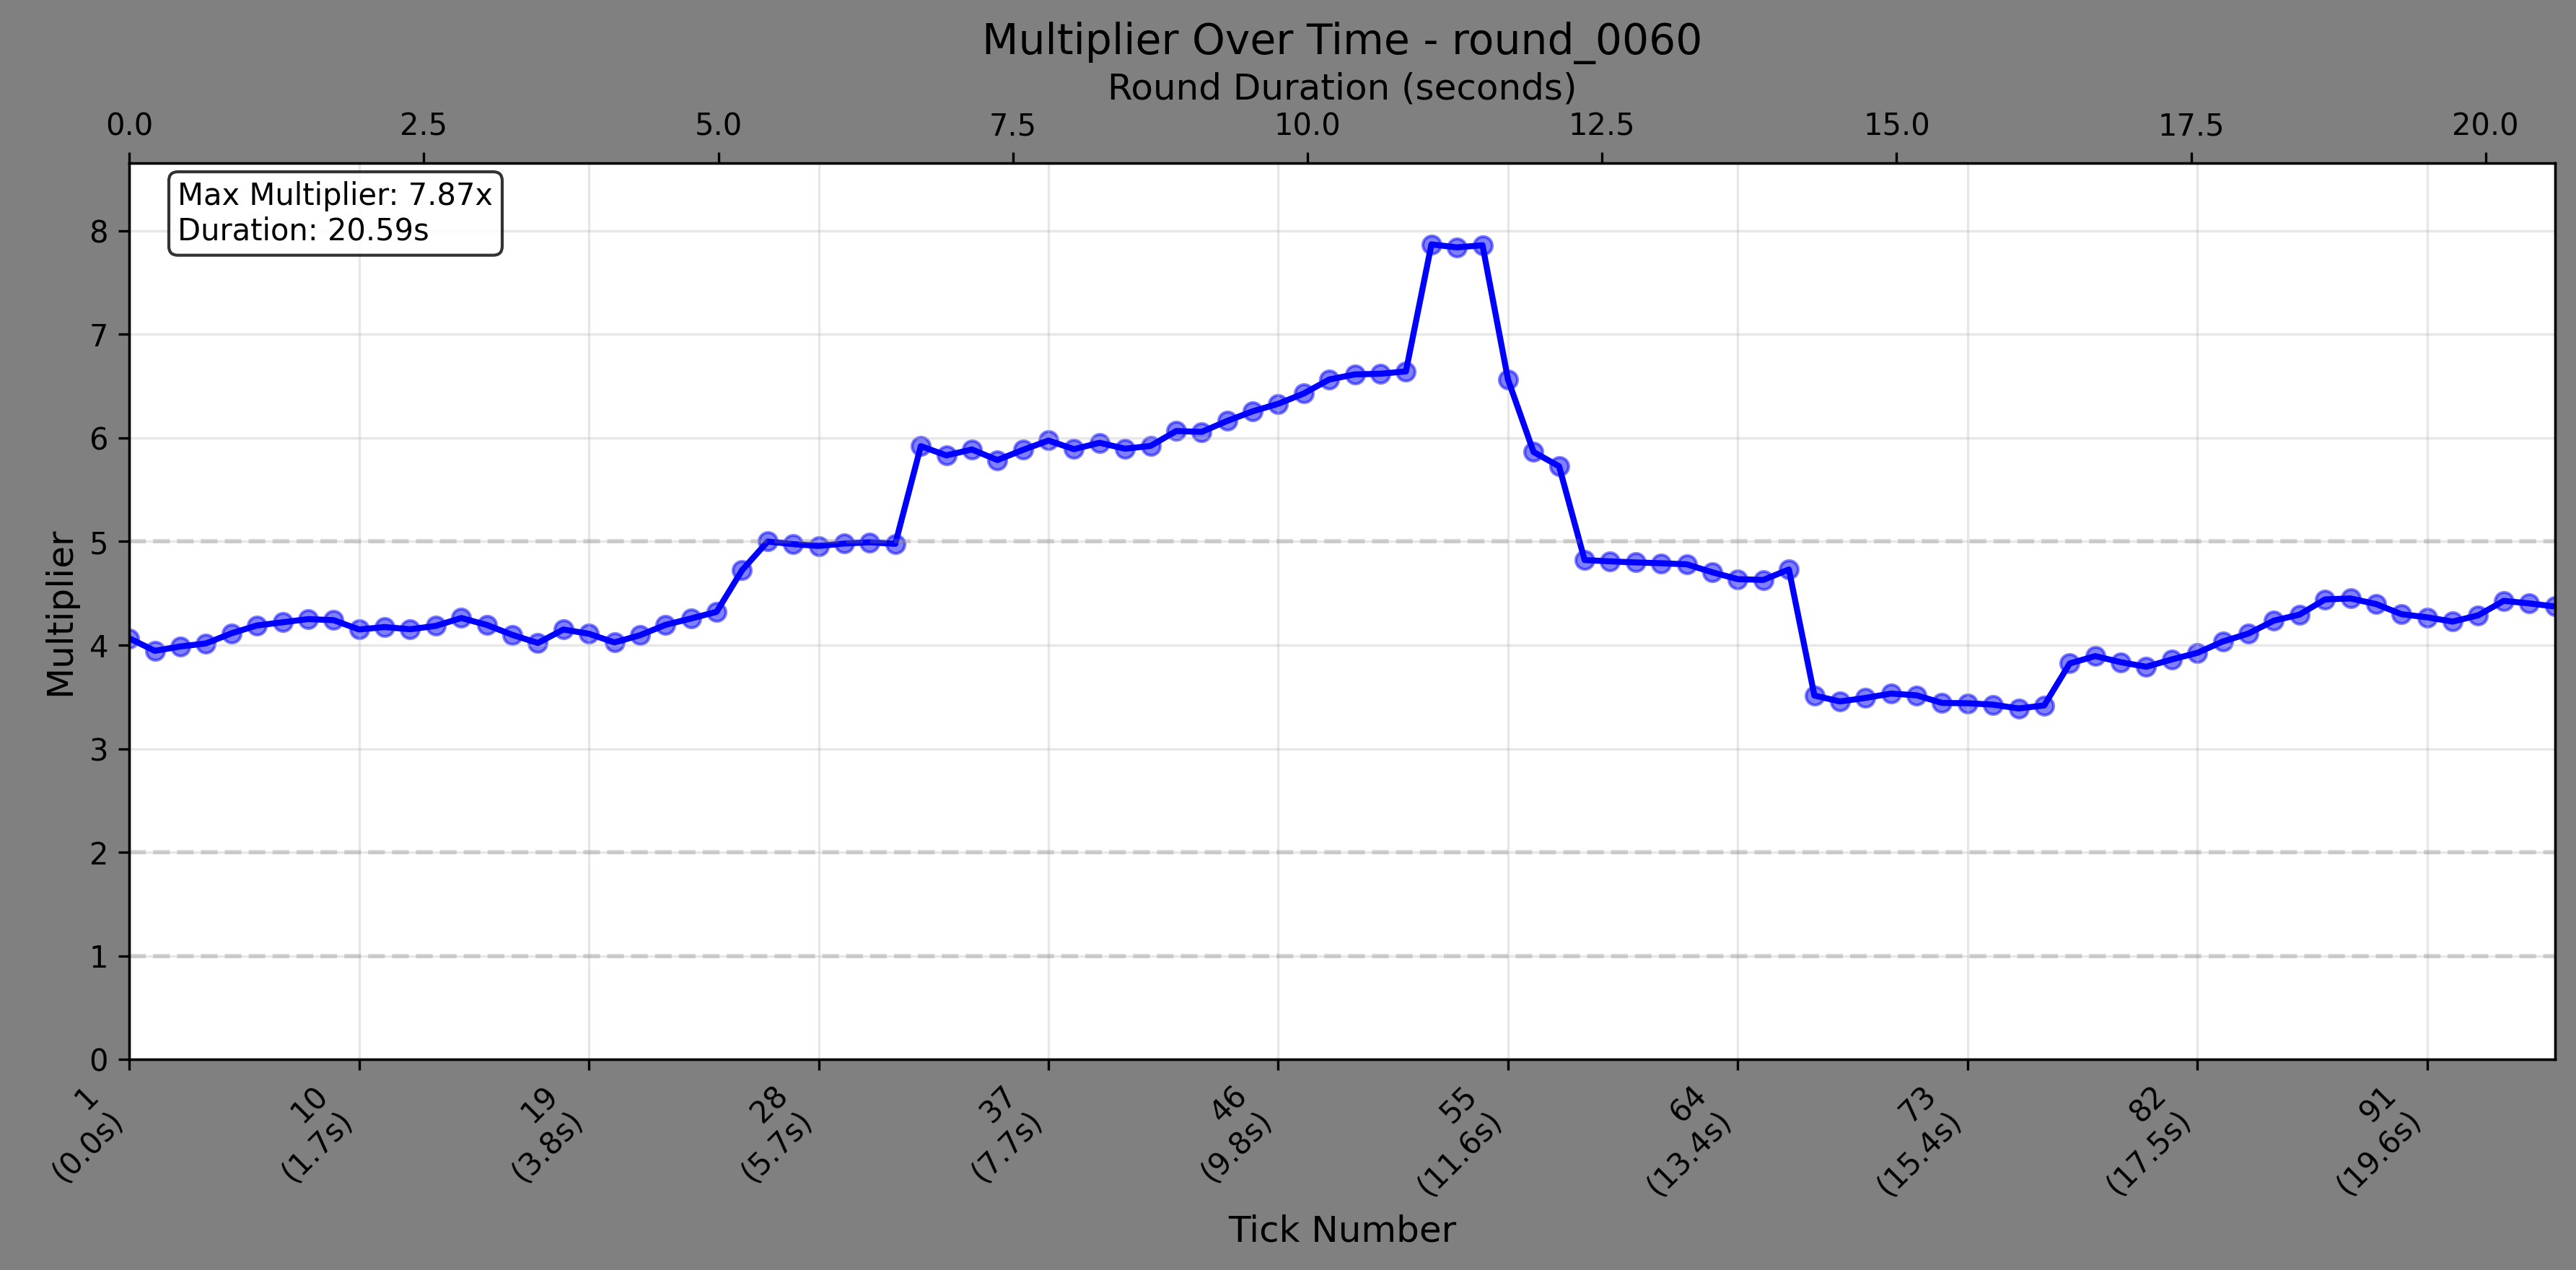 Multiplier Over Time - round_0060
Round Duration (seconds)
0.0 2.5 5.0 7.5 10.0 12.5 15.0 17.5 20.0
Max Multiplier: 7.87x
Duration: 20.59s
8
7
6
5
4
3
2
1
0
Multiplier
1
(0.0s)
10
(1.7s)
19
(3.8s)
28
(5.7s)
37
(7.7s)
46
(9.8s)
55
(11.6s)
64
(13.4s)
73
(15.4s)
82
(17.5s)
91
(19.6s)
Tick Number